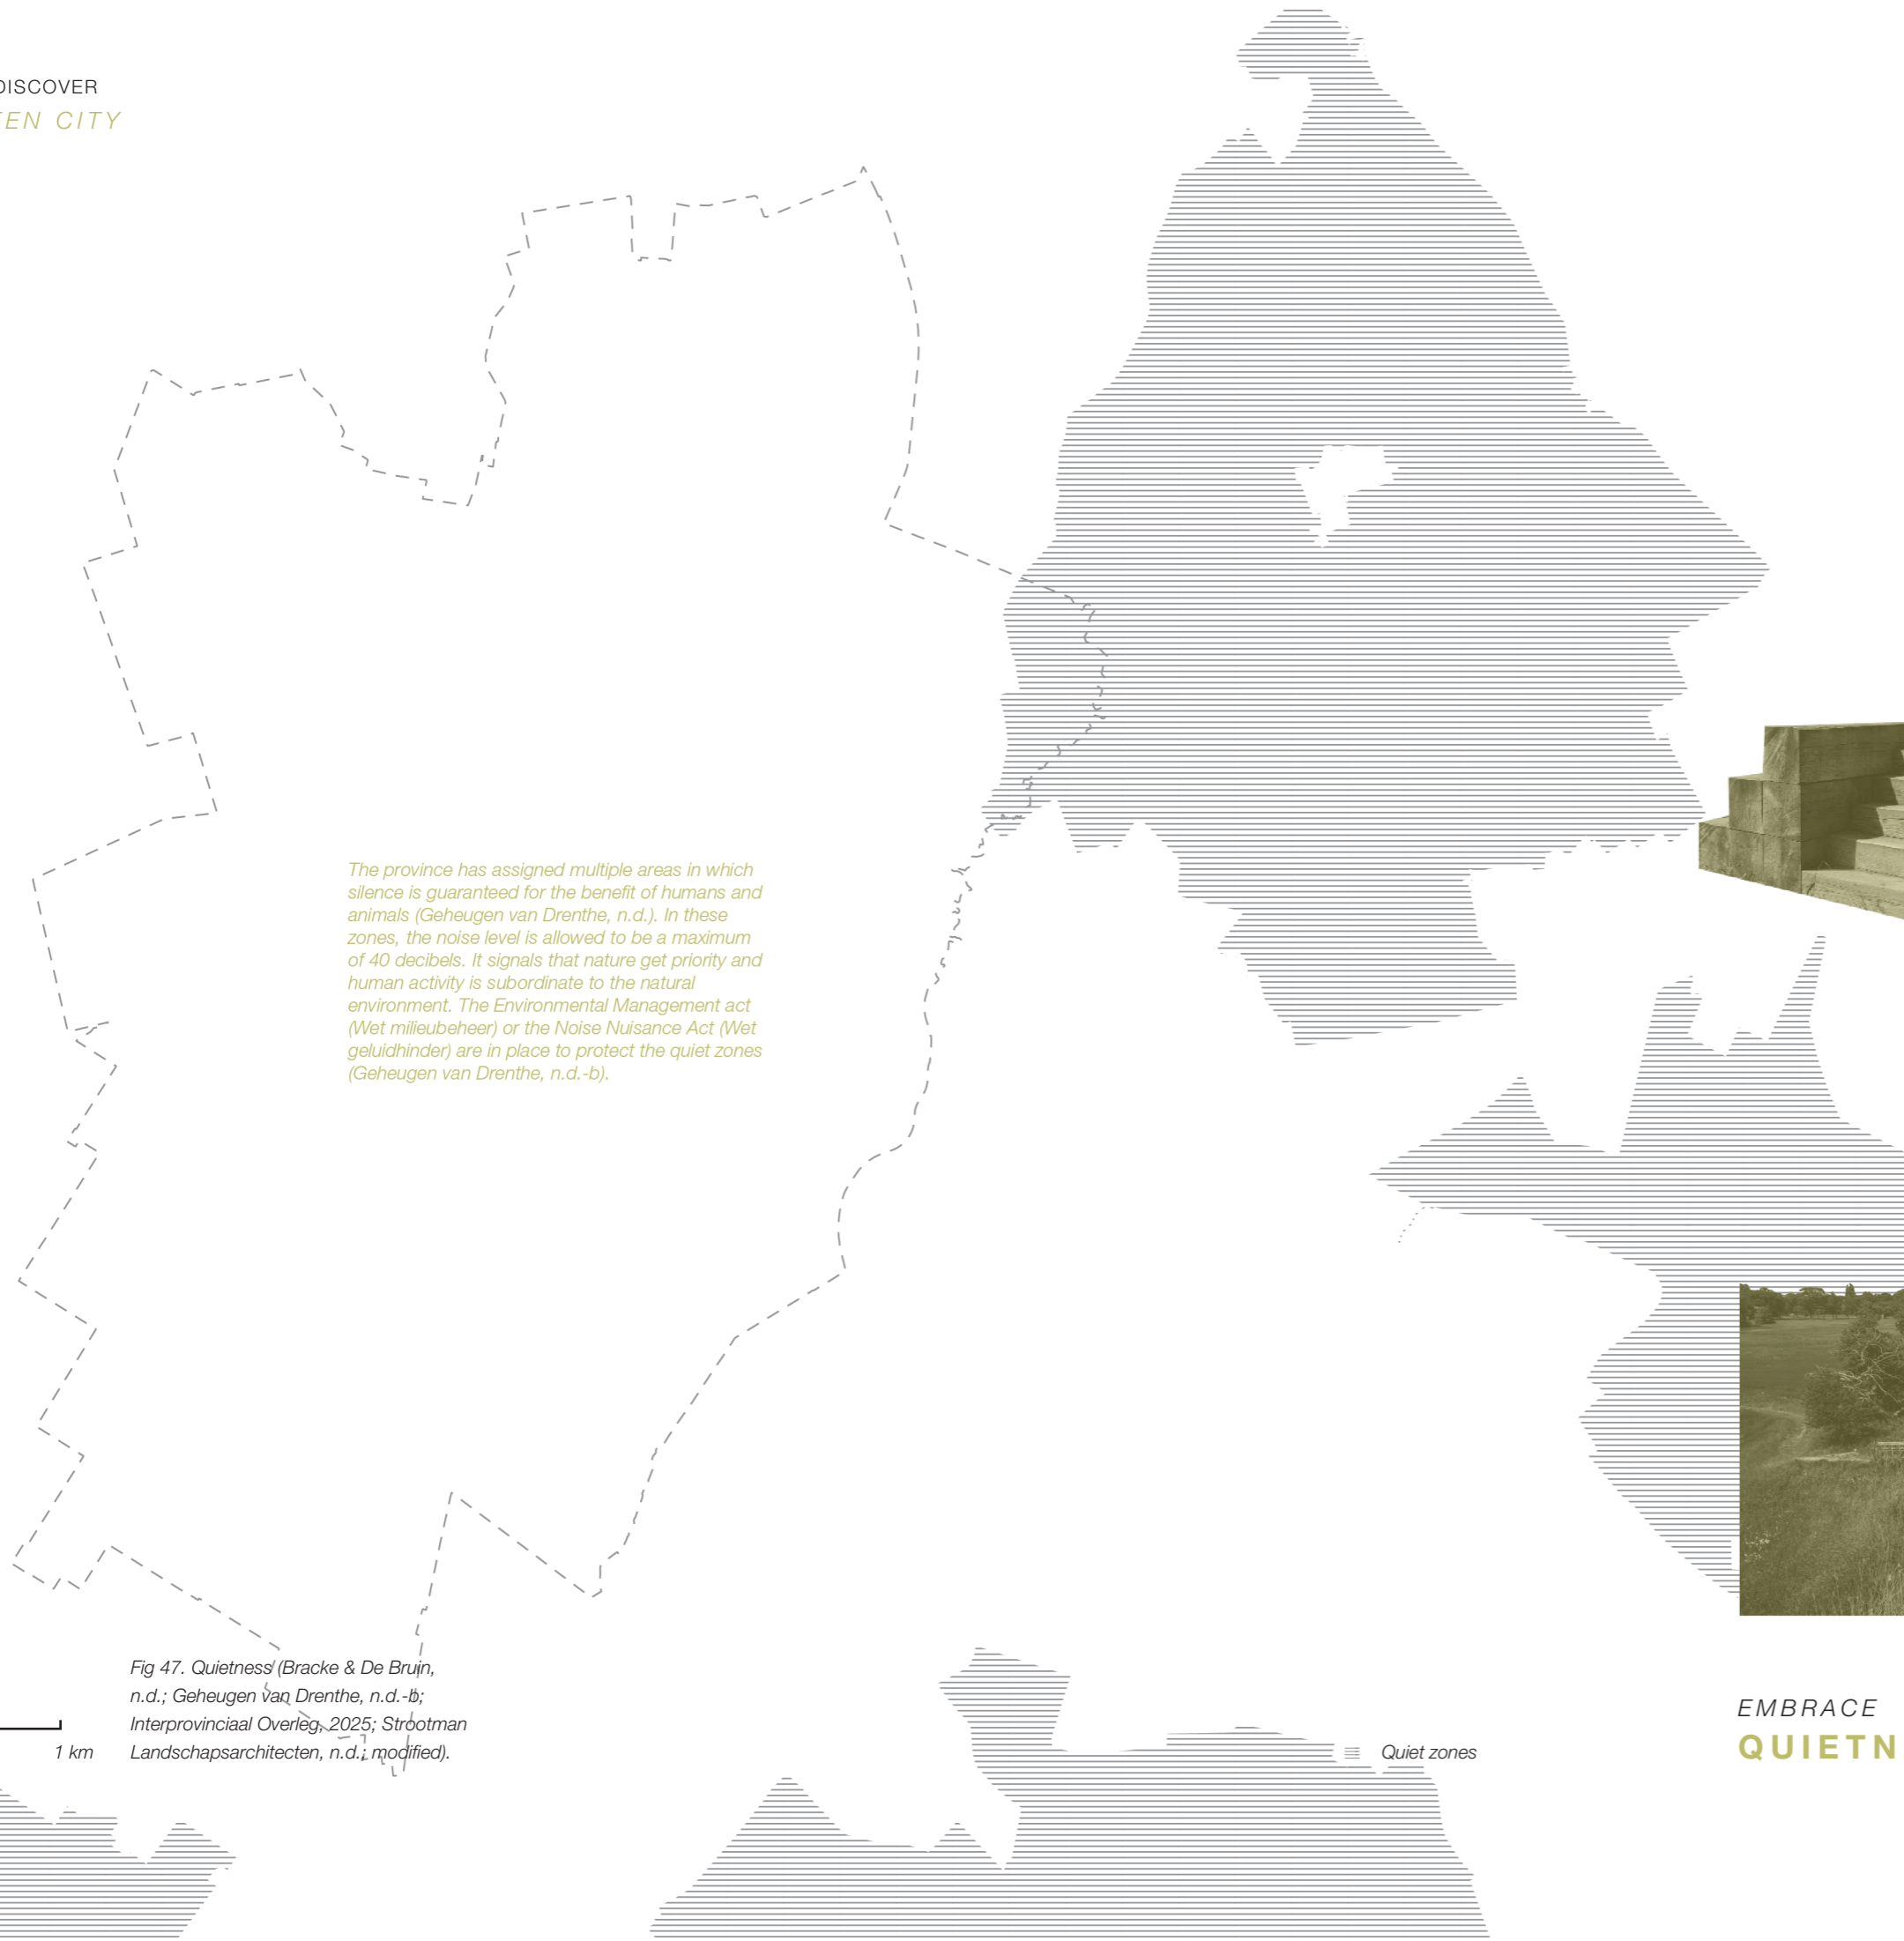 DISCOVER
EEN CITY
The province has assigned multiple areas in which
silence is guaranteed for the benefit of humans and
animals (Geheugen van Drenthe, n.d.). In these
zones, the noise level is allowed to be a maximum
of 40 decibels. It signals that nature get priority and
human activity is subordinate to the natural
environment. The Environmental Management act
(Wet milieubeheer) or the Noise Nuisance Act (Wet
geluidhinder) are in place to protect the quiet zones
(Geheugen van Drenthe, n.d.-b).
Fig 47. Quietness (Bracke & De Bruin,
n.d.; Geheugen van Drenthe, n.d.-b;
Interprovinciaal Overleg, 2025; Strootman
Landschapsarchitecten, n.d.; modified).
1 km
Quiet zones
EMBRACE
QUIETN